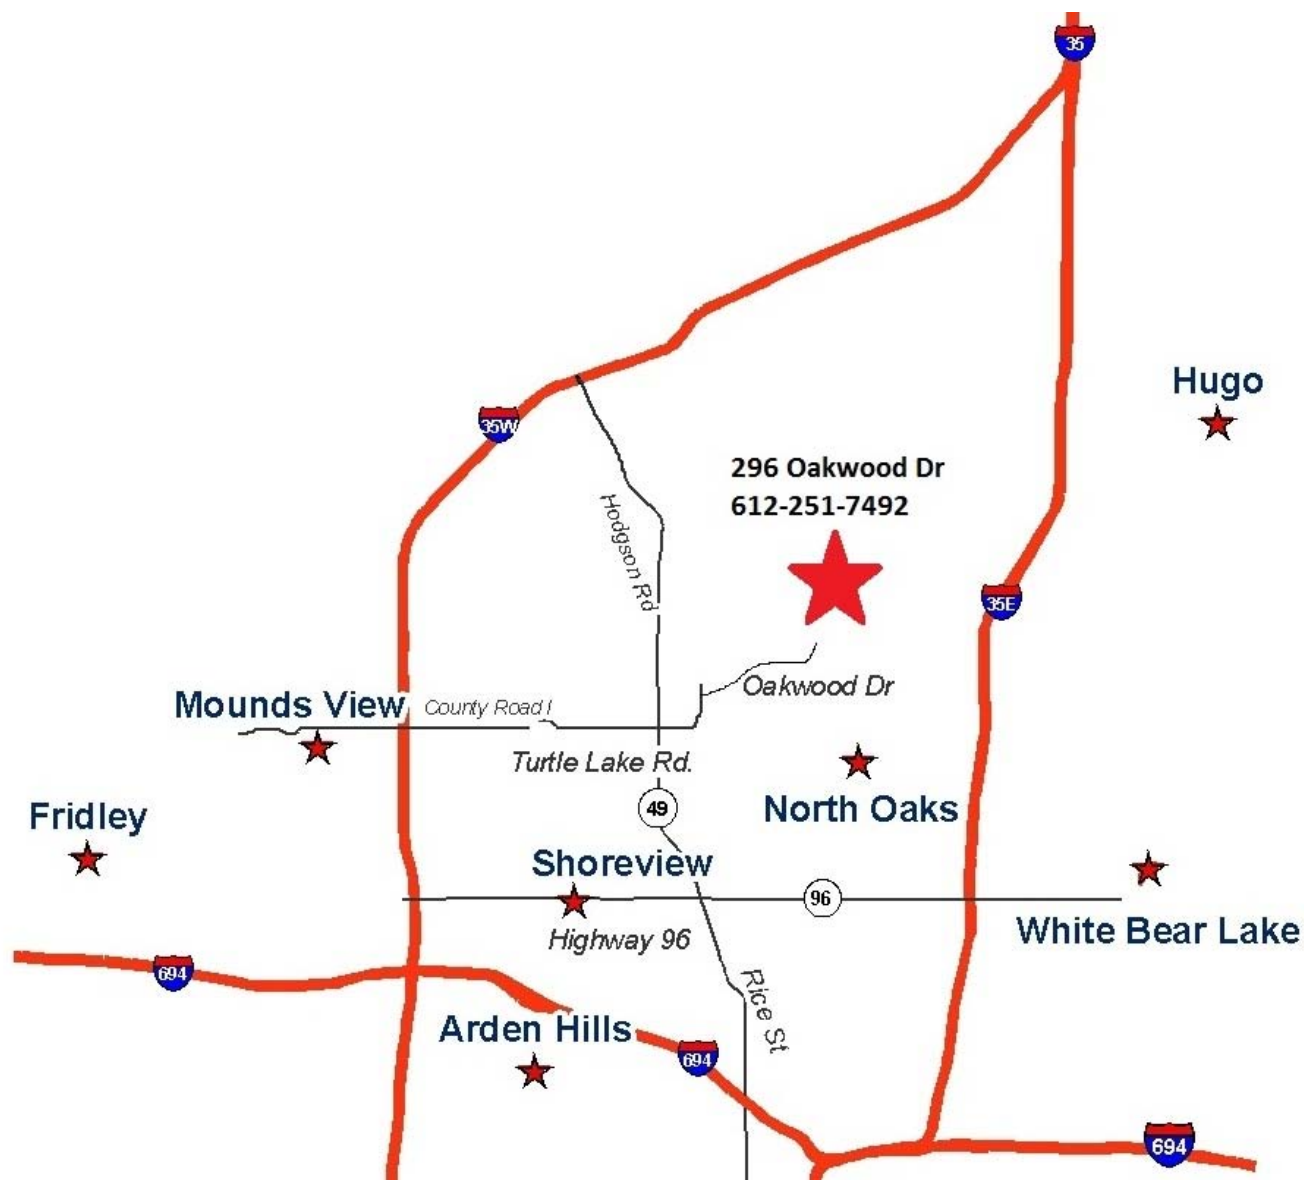 35
Hugo
35W
296 Oakwood Dr
612-251-7492
Hodgson Rd
35E
Oakwood Dr
Mounds View
County Road I
Turtle Lake Rd.
49
North Oaks
Fridley
Shoreview
96
Highway 96
White Bear Lake
694
Rice St
Arden Hills
694
694